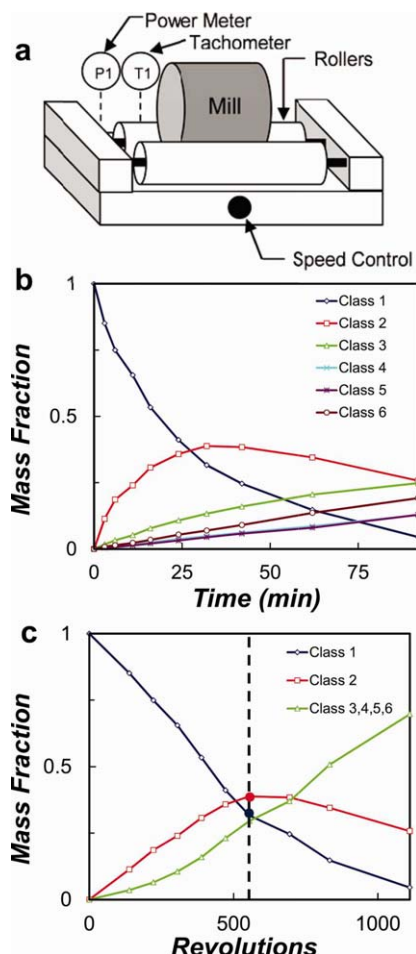 a
Power Meter
Tachometer
P1
T1
Rollers
Mill
Speed Control
b
Mass Fraction
1
0.5
0
Class 1
Class 2
Class 3
Class 4
Class 5
Class 6
0
25
50
75
Time (min)
c
Mass Fraction
1
0.5
0
Class 1
Class 2
Class 3,4,5,6
0
500
1000
Revolutions